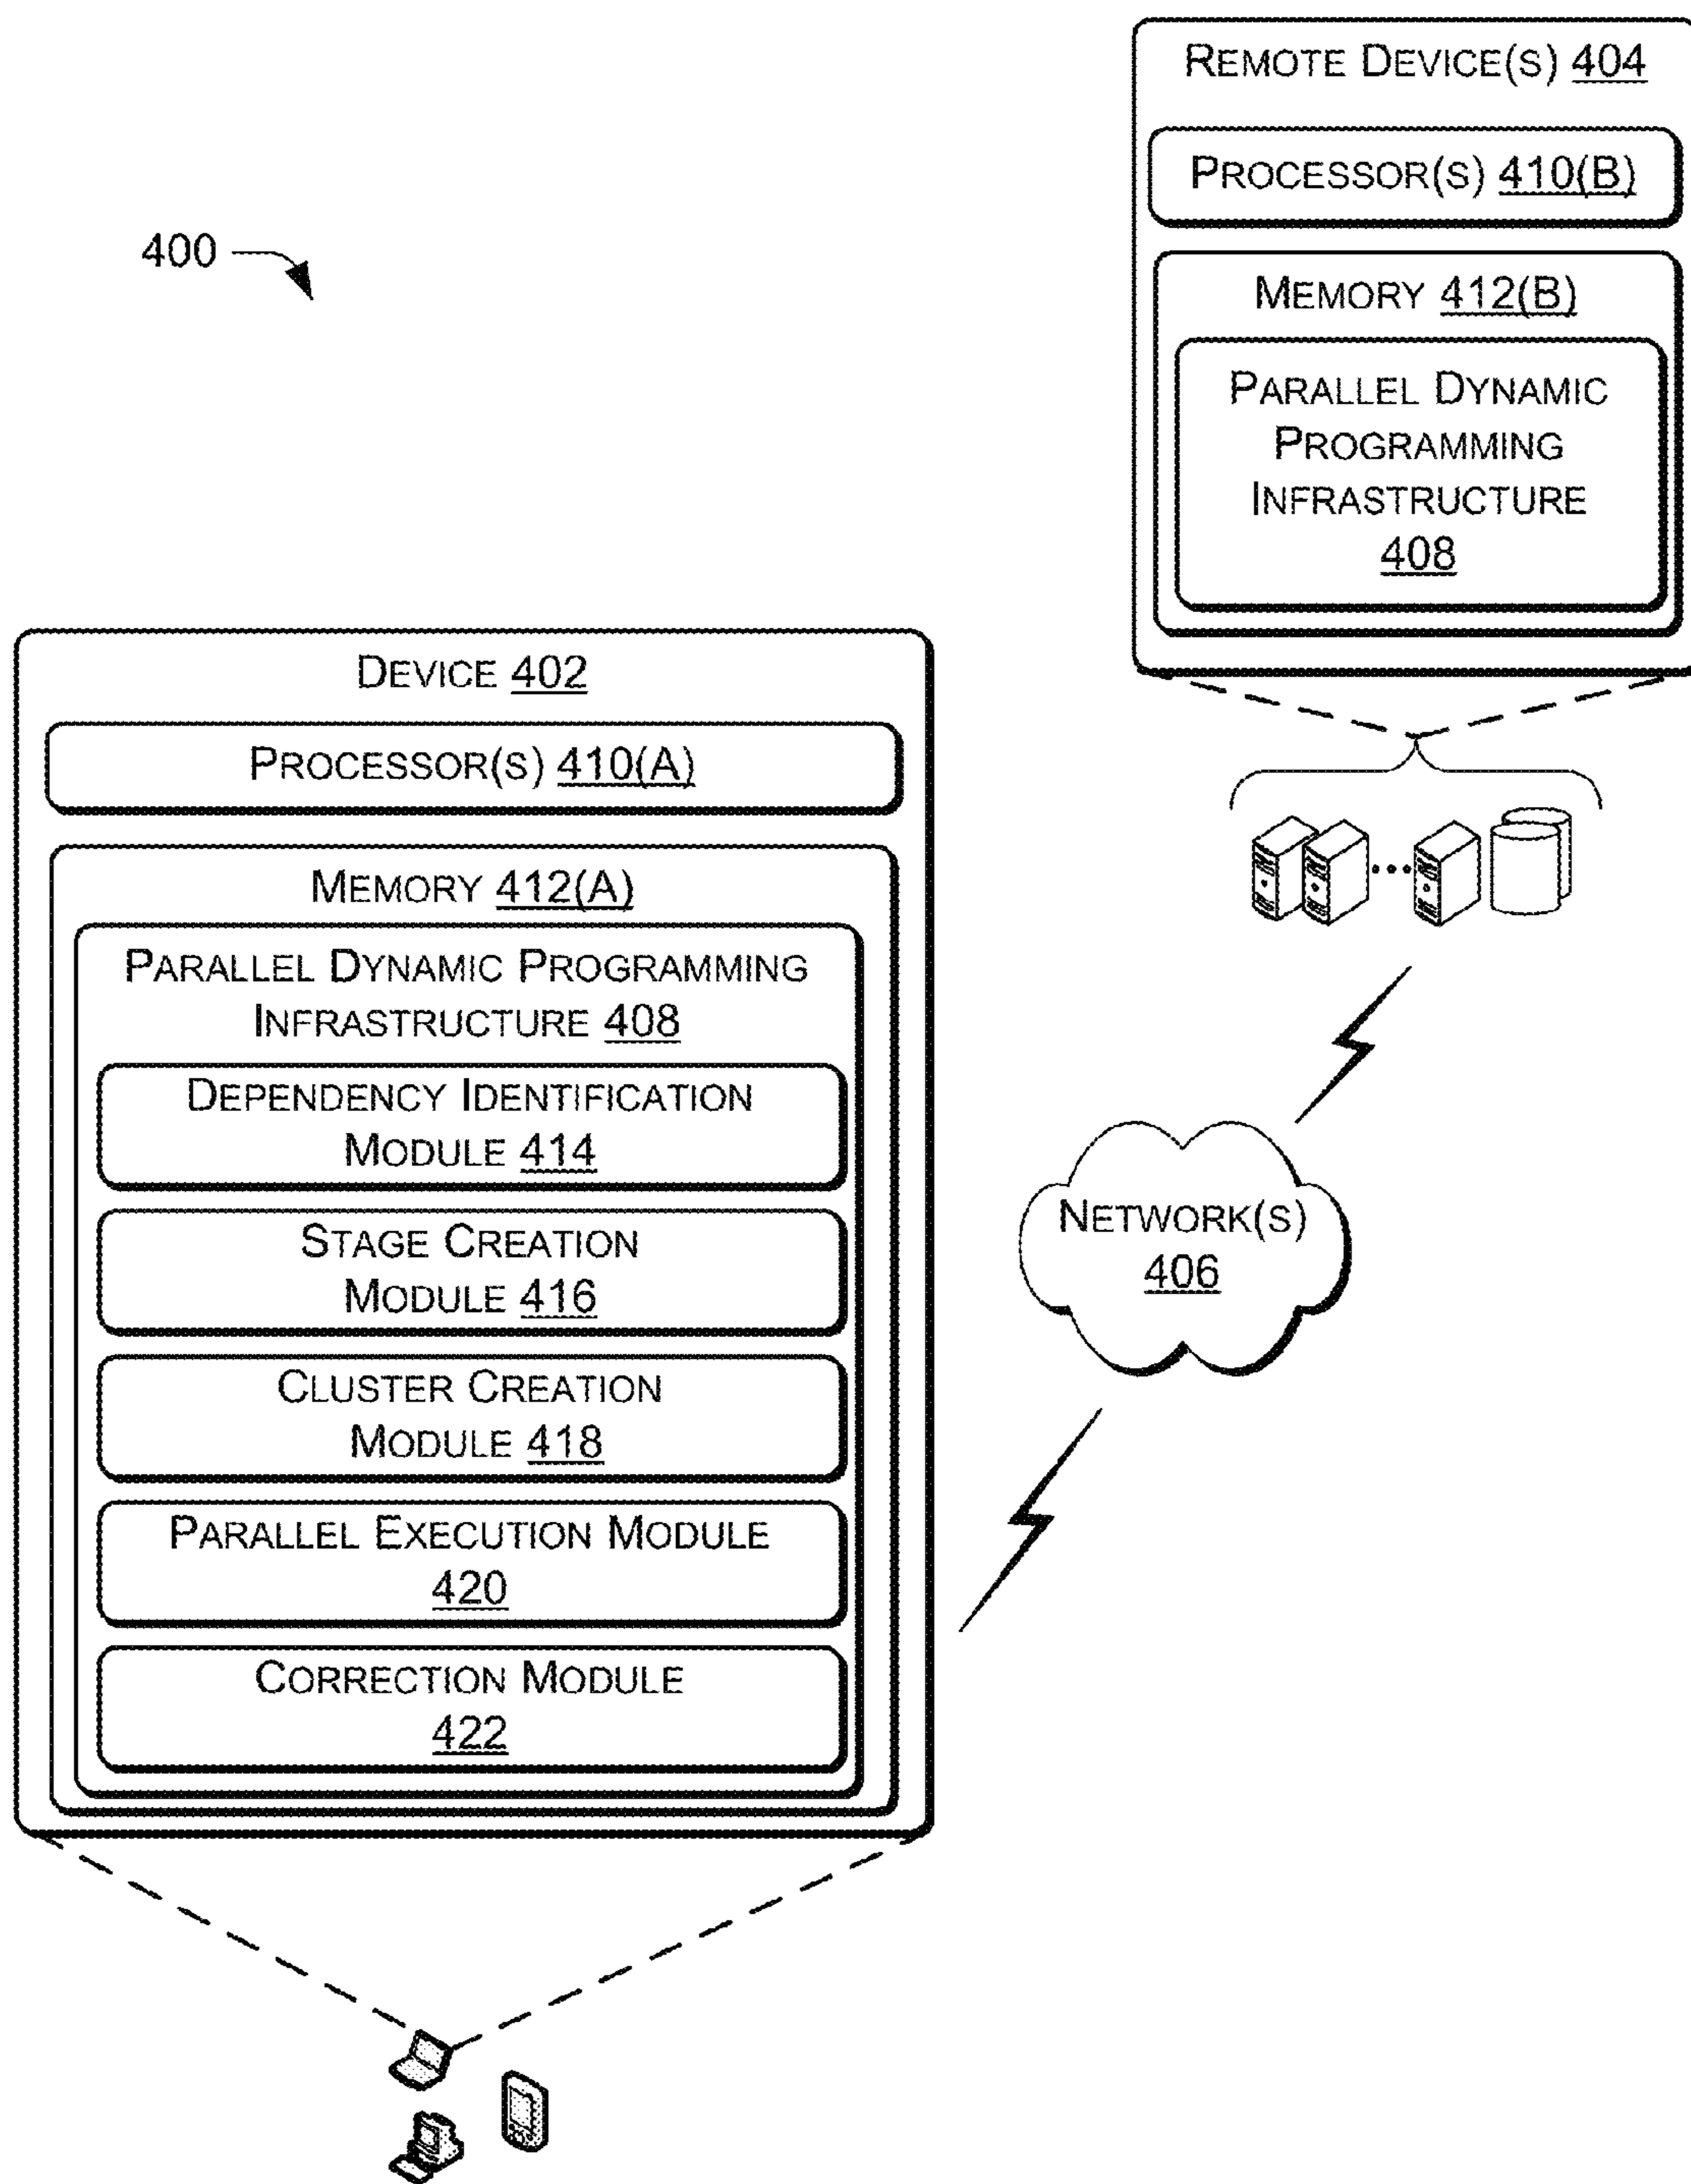 REMOTE DEVICE(S) 404
PROCESSOR(S) 410(B)
MEMORY 412(B)
PARALLEL DYNAMIC
PROGRAMMING
INFRASTRUCTURE
408
400
DEVICE 402
PROCESSOR(S) 410(A)
MEMORY 412(A)
PARALLEL DYNAMIC PROGRAMMING
INFRASTRUCTURE 408
DEPENDENCY IDENTIFICATION
MODULE 414
STAGE CREATION
MODULE 416
CLUSTER CREATION
MODULE 418
PARALLEL EXECUTION MODULE
420
CORRECTION MODULE
422
NETWORK(S)
406